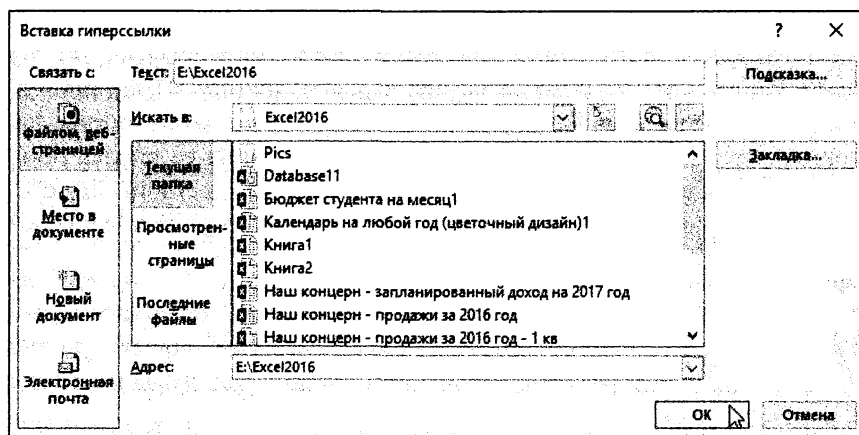 Вставка гиперссылки ? ×
Связать с:
Текст: E:\Excel2016
Подсказка...
файлом, веб-
страницей
Место в
документе
Новый
документ
Электронная
почта
Искать в: Excel2016
Текущая
папка
Просмотрен-
ные
страницы
Последние
файлы
Pics
Database11
Бюджет студента на месяц1
Календарь на любой год (цветочный дизайн)1
Книга1
Книга2
Наш концерн - запланированный доход на 2017 год
Наш концерн - продажи за 2016 год
Наш концерн - продажи за 2016 год - 1 кв
Закладка...
Адрес: E:\Excel2016
ОК
Отмена